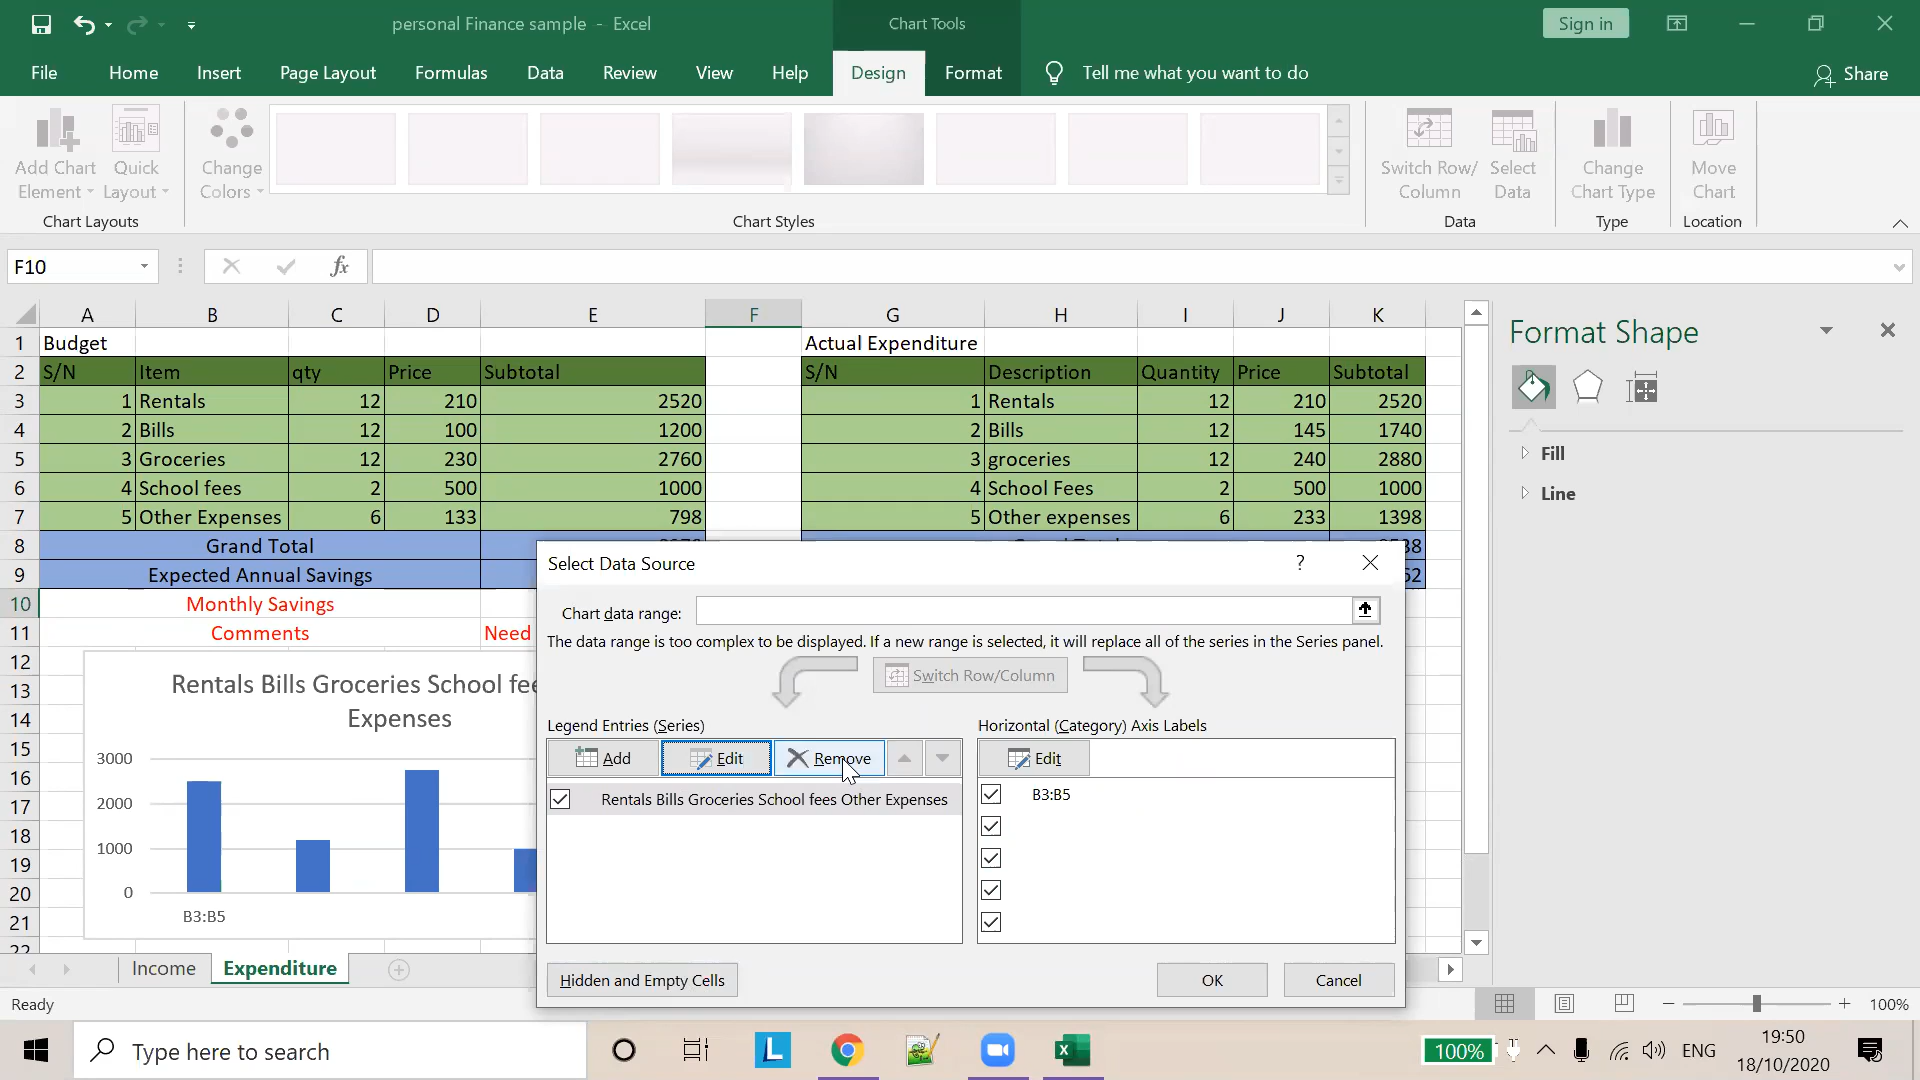 personal Finance sample - Excel
Chart Tools
Sign in
File Home Insert Page Layout Formulas Data Review View Help Design Format Tell me what you want to do Share
Add Chart Element
Quick Layout
Change Colors
Switch Row/ Column
Select Data
Change Chart Type
Move Chart
Chart Layouts Chart Styles Data Type Location
F10 fx
A B C D E F G H I J K
1 Budget Actual Expenditure
2 S/N Item qty Price Subtotal S/N Description Quantity Price Subtotal
3 1 Rentals 12 210 2520 1 Rentals 12 210 2520
4 2 Bills 12 100 1200 2 Bills 12 145 1740
5 3 Groceries 12 230 2760 3 groceries 12 240 2880
6 4 School fees 2 500 1000 4 School Fees 2 500 1000
7 5 Other Expenses 6 133 798 5 Other expenses 6 233 1398
8 Grand Total 38
9 Expected Annual Savings 52
10 Monthly Savings
11 Comments Need
12
13
14
15
16
17
18
19
20
21
22
Rentals Bills Groceries School fe
Expenses
3000
2000
1000
0
B3:B5
Select Data Source ?
Chart data range:
The data range is too complex to be displayed. If a new range is selected, it will replace all of the series in the Series panel.
Switch Row/Column
Legend Entries (Series) Horizontal (Category) Axis Labels
Add Edit Remove Edit
Rentals Bills Groceries School fees Other Expenses
B3:B5
Hidden and Empty Cells OK Cancel
Format Shape
Fill
Line
Income Expenditure
Ready 100%
Type here to search
L
100% ENG
19:50
18/10/2020